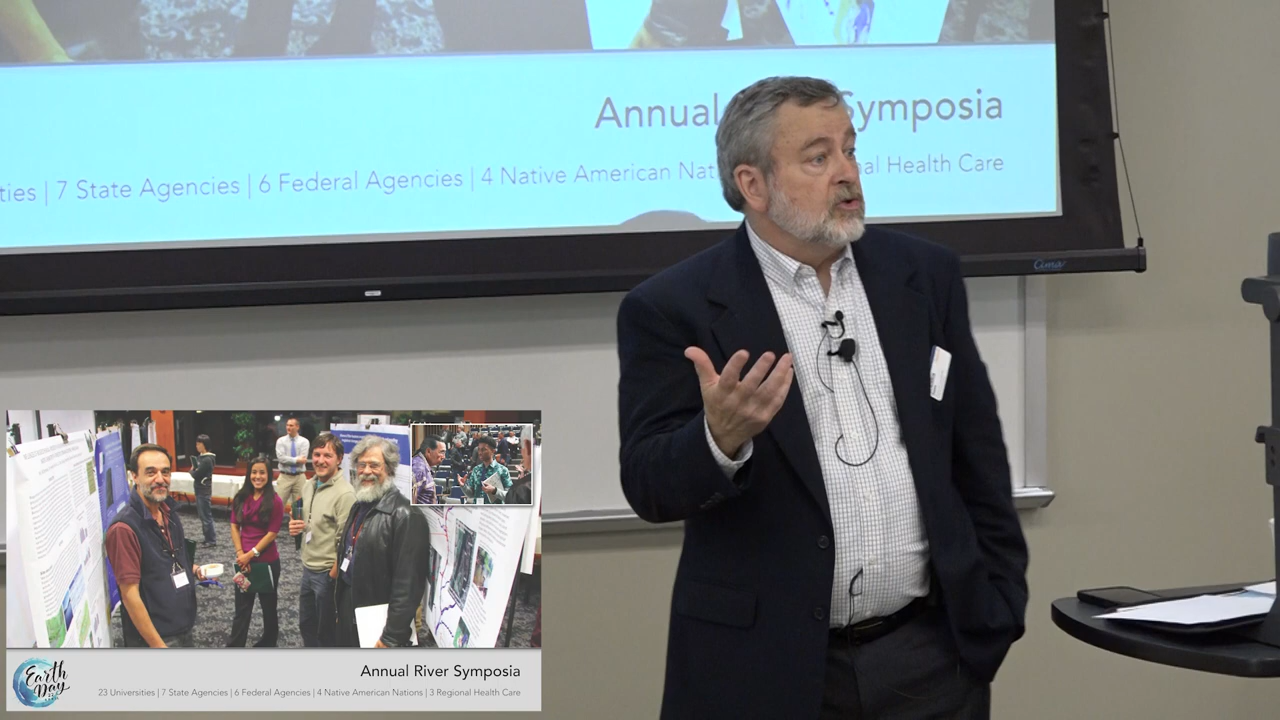 Annual
Symposia
ties | 7 State Agencies | 6 Federal Agencies | 4 Native American Nat
al Health Care
Cima
Earth
Day
Annual River Symposia
23 Universities | 7 State Agencies | 6 Federal Agencies | 4 Native American Nations | 3 Regional Health Care